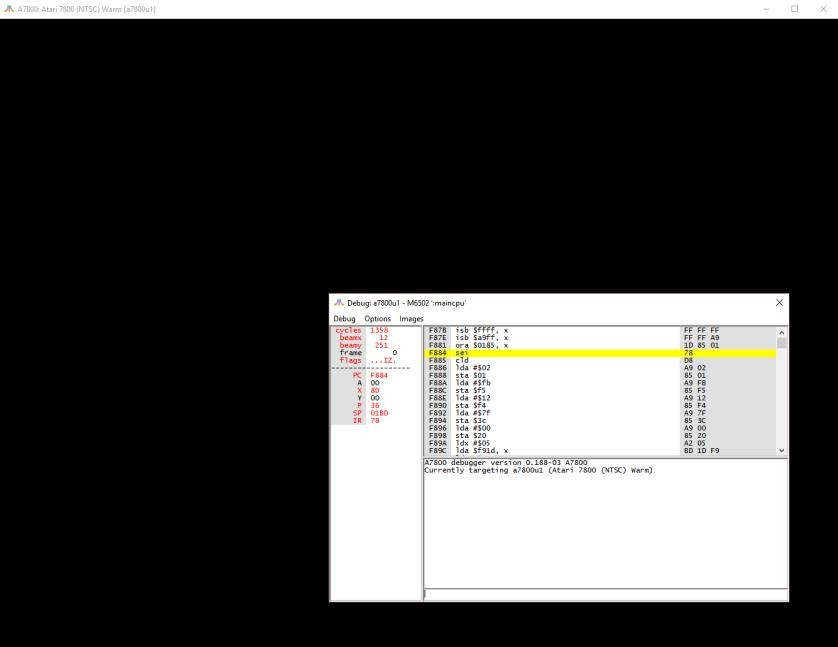 A7800: Atari 7800 (NTSC) Warm [a7800u1]
Debug: a7800u1 - M6502 ':maincpu'
Debug Options Images
cycles 1358
beamx 12
beamy 251
frame 0
flags ...IZ.
-----------------
PC F884
A 00
X 80
Y 00
P 36
SP 01BD
IR 78
F87B isb $ffff, x FF FF FF
F87E isb $a9ff, x FF FF A9
F881 ora $0185, x 1D 85 01
F884 sei 78
F885 cld D8
F886 lda #$02 A9 02
F888 sta $01 85 01
F88A lda #$fb A9 FB
F88C sta $f5 85 F5
F88E lda #$12 A9 12
F890 sta $f4 85 F4
F892 lda #$7f A9 7F
F894 sta $3c 85 3C
F896 lda #$00 A9 00
F898 sta $20 85 20
F89A ldx #$05 A2 05
F89C lda $f91d, x BD 1D F9
A7800 debugger version 0.188-03 A7800
Currently targeting a7800u1 (Atari 7800 (NTSC) Warm)